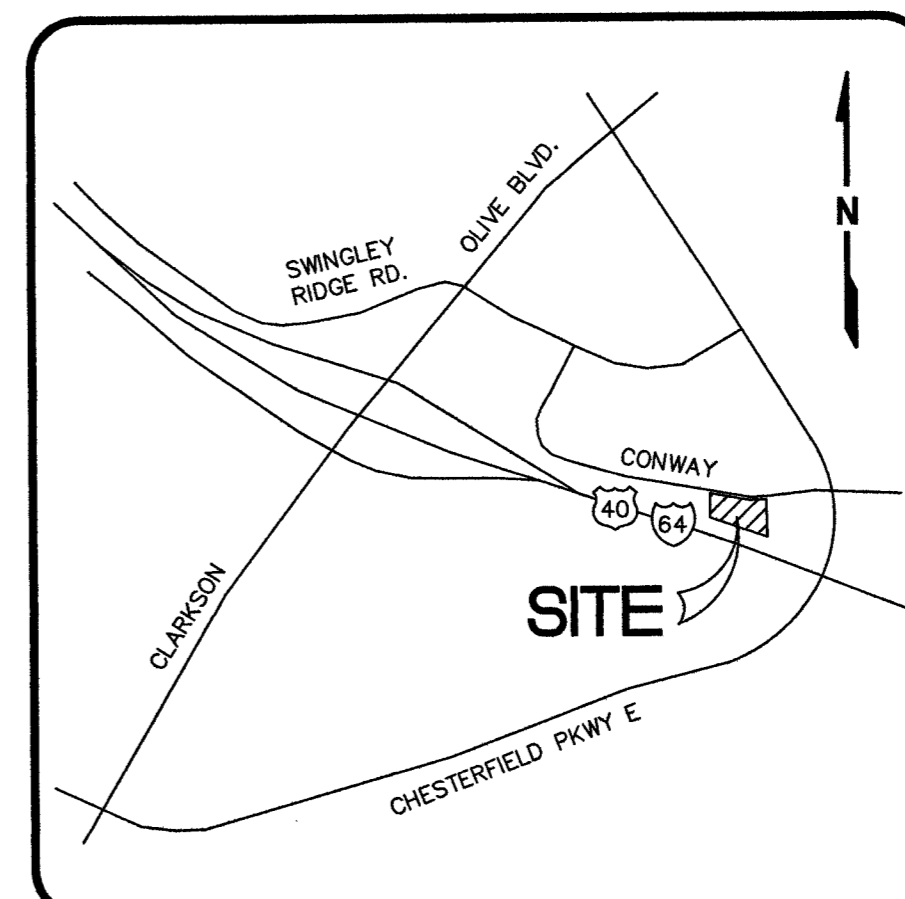 N
OLIVE BLVD.
SWINGLEY
RIDGE RD.
CONWAY
40
64
SITE
CLARKSON
CHESTERFIELD PKWY E